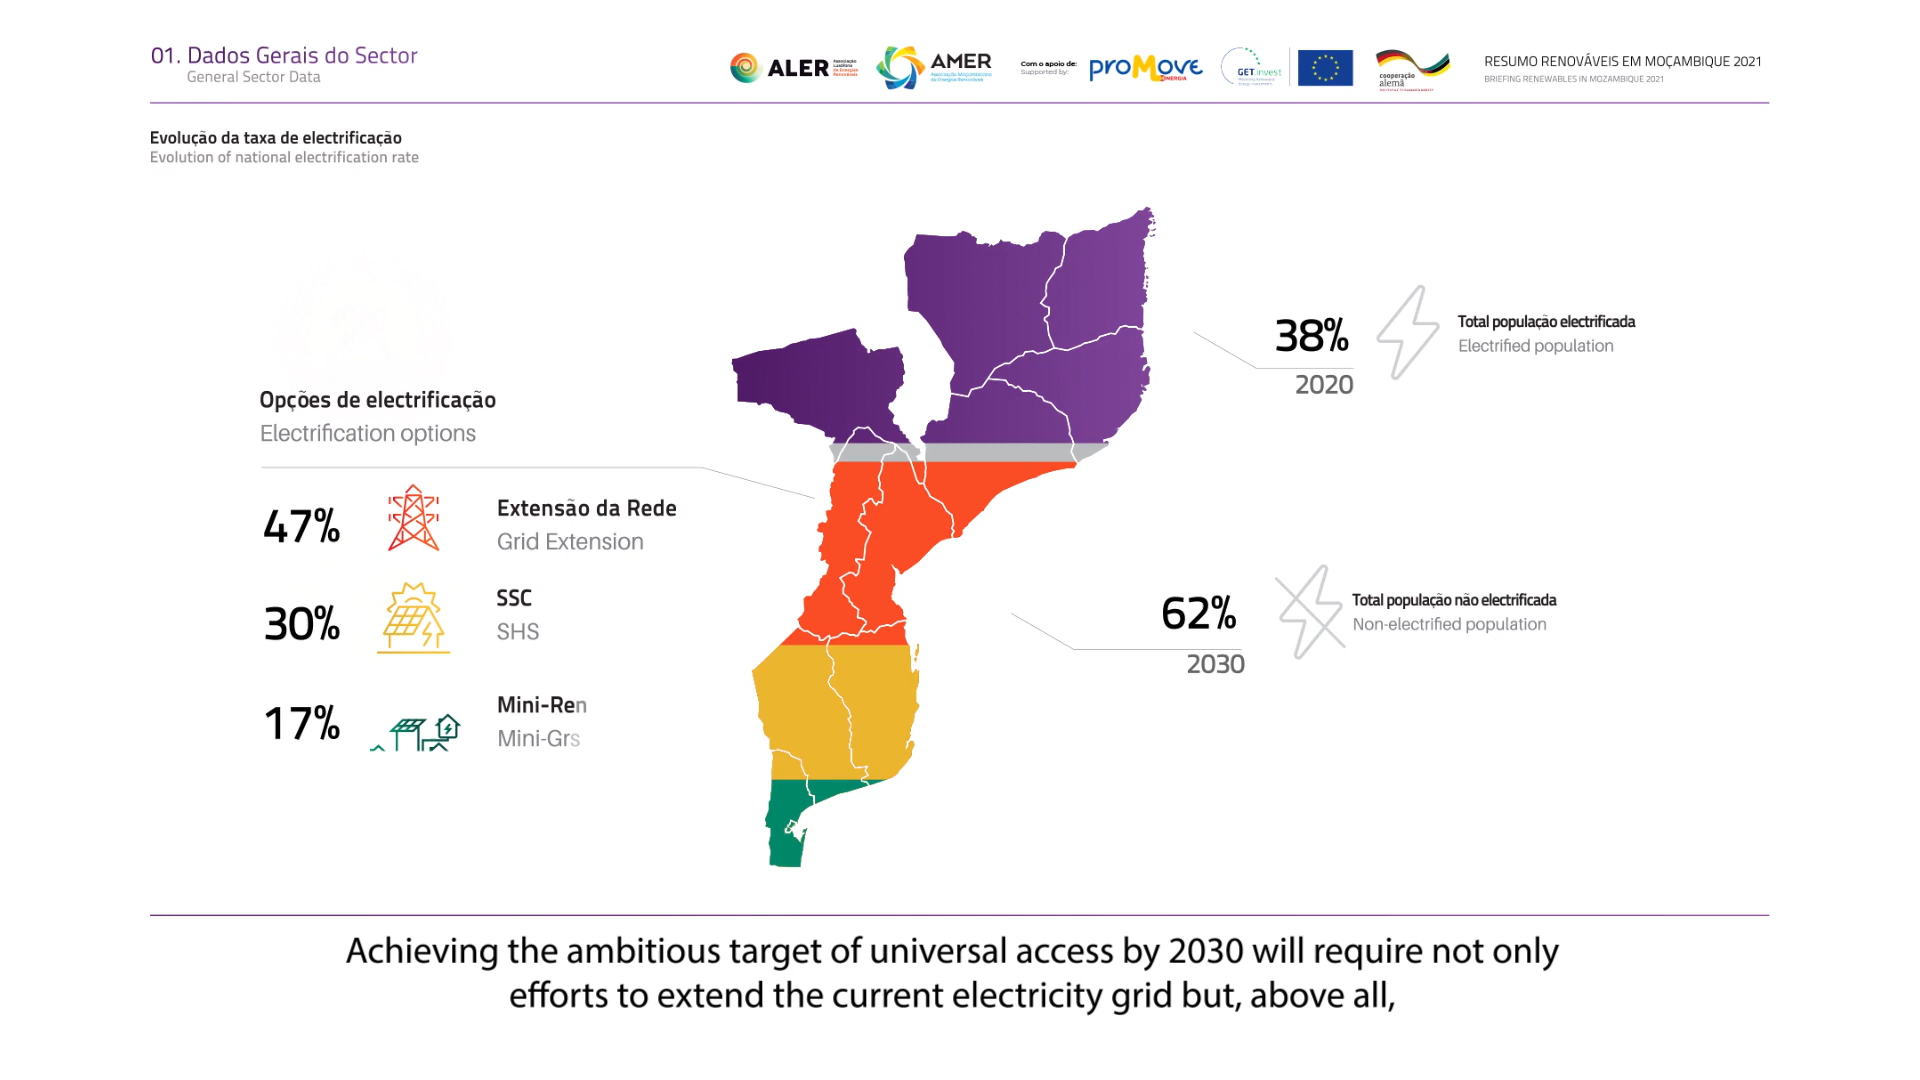 01. Dados Gerais do Sector
General Sector Data
ALER
AMER
Com o apoio de:
Supported by:
proMove
ENERGIA
GET.invest
cooperação
alemã
RESUMO RENOVÁVEIS EM MOÇAMBIQUE 2021
BRIEFING RENEWABLES IN MOZAMBIQUE 2021
Evolução da taxa de electrificação
Evolution of national electrification rate
38%
2020
Total população electrificada
Electrified population
Opções de electrificação
Electrification options
47%
Extensão da Rede
Grid Extension
30%
SSC
SHS
17%
Mini-Ren
Mini-Grs
62%
2030
Total população não electrificada
Non-electrified population
Achieving the ambitious target of universal access by 2030 will require not only
efforts to extend the current electricity grid but, above all,